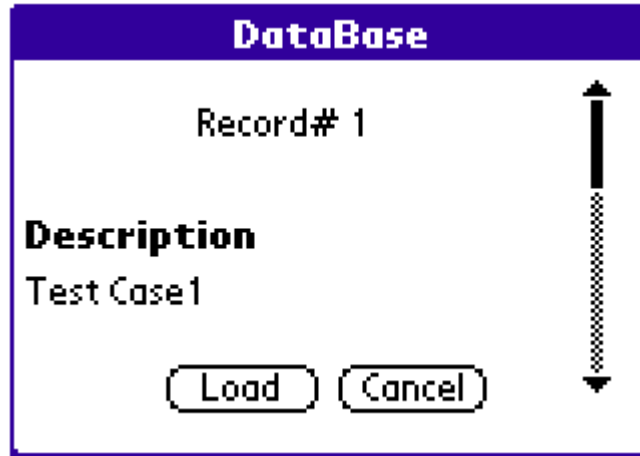 DataBase
Record# 1
Description
Test Case1
Load Cancel